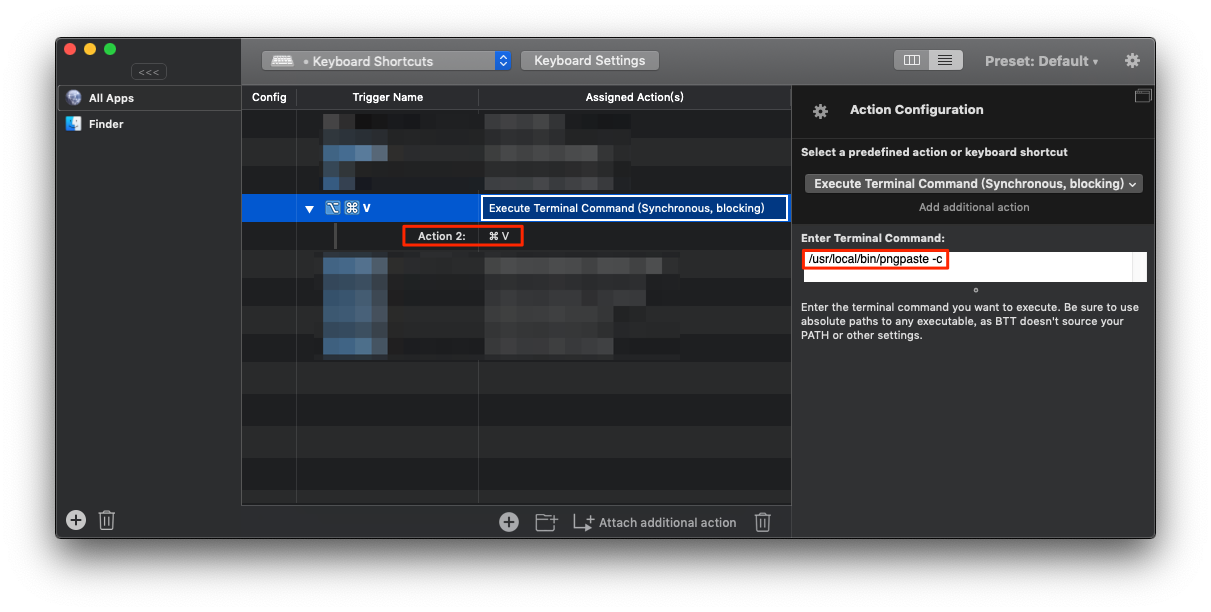 Keyboard Shortcuts
Keyboard Settings
Preset: Default
<<<
All Apps
Finder
Config
Trigger Name
Assigned Action(s)
⌥ ⌘ V
Execute Terminal Command (Synchronous, blocking)
Action 2:
⌘ V
Attach additional action
Action Configuration
Select a predefined action or keyboard shortcut
Execute Terminal Command (Synchronous, blocking)
Add additional action
Enter Terminal Command:
/usr/local/bin/pngpaste -c
Enter the terminal command you want to execute. Be sure to use
absolute paths to any executable, as BTT doesn't source your
PATH or other settings.